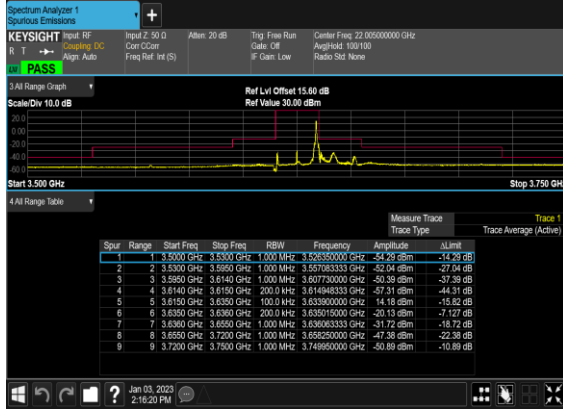 Spectrum Analyzer 1
Spurious Emissions
KEYSIGHT Input: RF Input Z: 50 Ω Atten: 20 dB Trig: Free Run Center Freq: 22.005000000 GHz
R T Coupling: DC Corr CCorr Gate: Off Avg|Hold: 100/100
Align: Auto Freq Ref: Int (S) IF Gain: Low Radio Std: None
PASS
3 All Range Graph
Ref Lvl Offset 15.60 dB
Scale/Div 10.0 dB Ref Value 30.00 dBm
20.0
0.00
-20.0
-40.0
-60.0
Start 3.500 GHz Stop 3.750 GH
4 All Range Table
Measure Trace Trace 1
Trace Type Trace Average (Active)
Spur Range Start Freq Stop Freq RBW Frequency Amplitude ΔLimit
1 1 3.5000 GHz 3.5300 GHz 1.000 MHz 3.526350000 GHz -54.29 dBm -14.29 dB
2 2 3.5300 GHz 3.5950 GHz 1.000 MHz 3.557083333 GHz -52.04 dBm -27.04 dB
3 3 3.5950 GHz 3.6140 GHz 1.000 MHz 3.607730000 GHz -50.39 dBm -37.39 dB
4 4 3.6140 GHz 3.6150 GHz 200.0 kHz 3.614948333 GHz -57.31 dBm -44.31 dB
5 5 3.6150 GHz 3.6350 GHz 100.0 kHz 3.633900000 GHz 14.18 dBm -15.82 dB
6 6 3.6350 GHz 3.6360 GHz 200.0 kHz 3.635015000 GHz -20.13 dBm -7.127 dB
7 7 3.6360 GHz 3.6550 GHz 1.000 MHz 3.636063333 GHz -31.72 dBm -18.72 dB
8 8 3.6550 GHz 3.7200 GHz 1.000 MHz 3.658250000 GHz -47.38 dBm -22.38 dB
9 9 3.7200 GHz 3.7500 GHz 1.000 MHz 3.749950000 GHz -50.89 dBm -10.89 dB
? Jan 03, 2023
2:16:20 PM